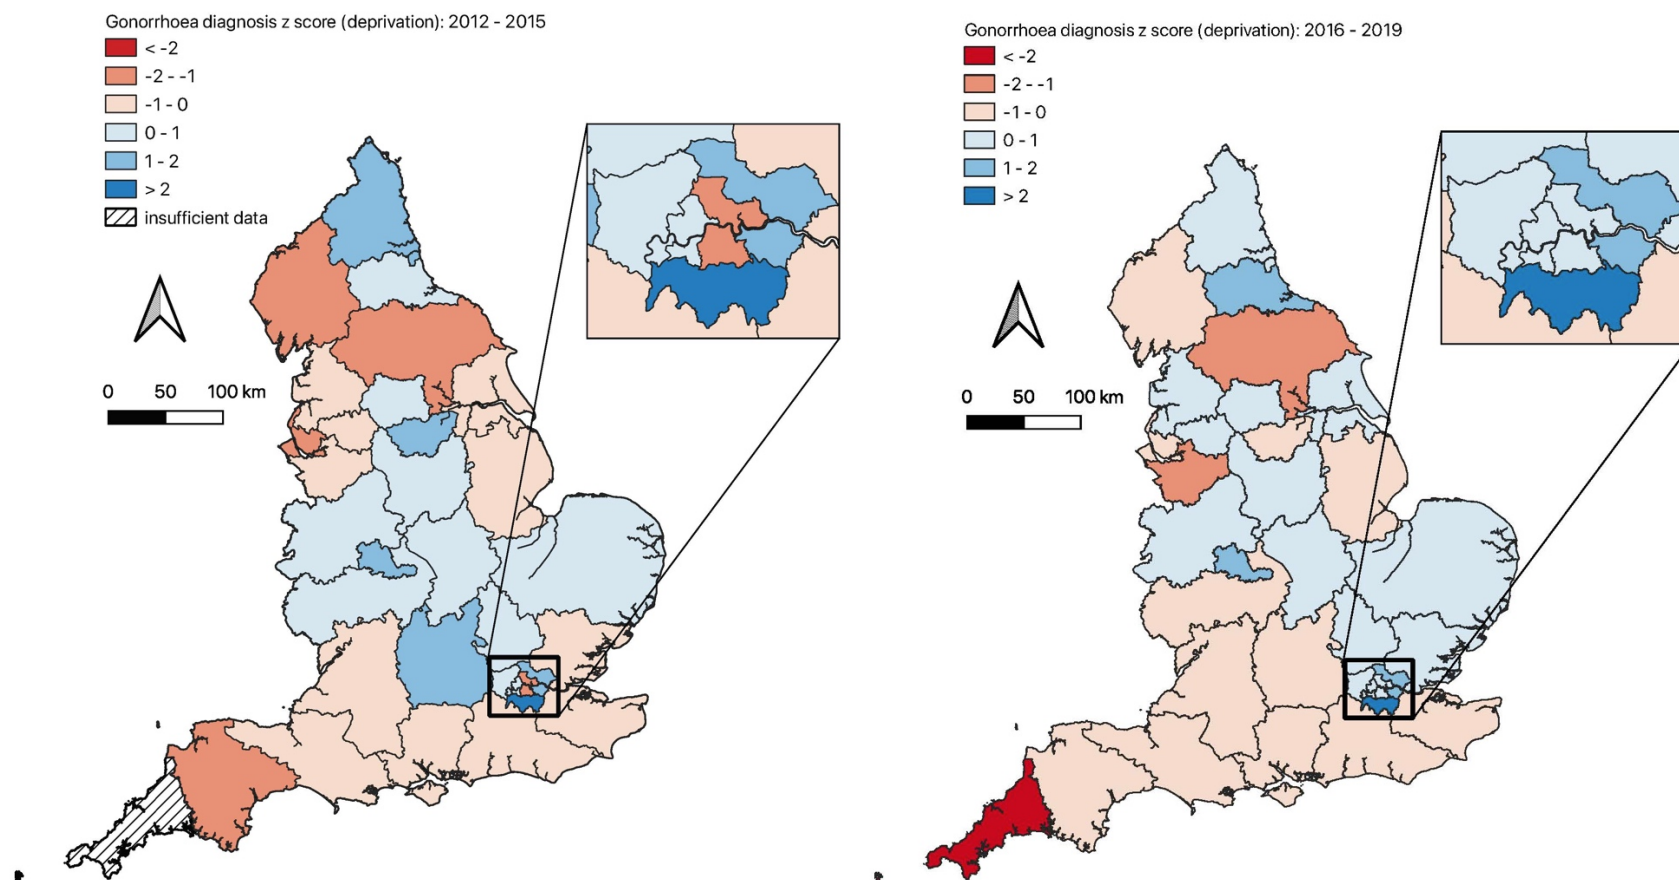 Gonorrhoea diagnosis z score (deprivation): 2012 - 2015
< -2
-2 - -1
-1 - 0
0 - 1
1 - 2
> 2
insufficient data
0 50 100 km
Gonorrhoea diagnosis z score (deprivation): 2016 - 2019
< -2
-2 - -1
-1 - 0
0 - 1
1 - 2
> 2
0 50 100 km